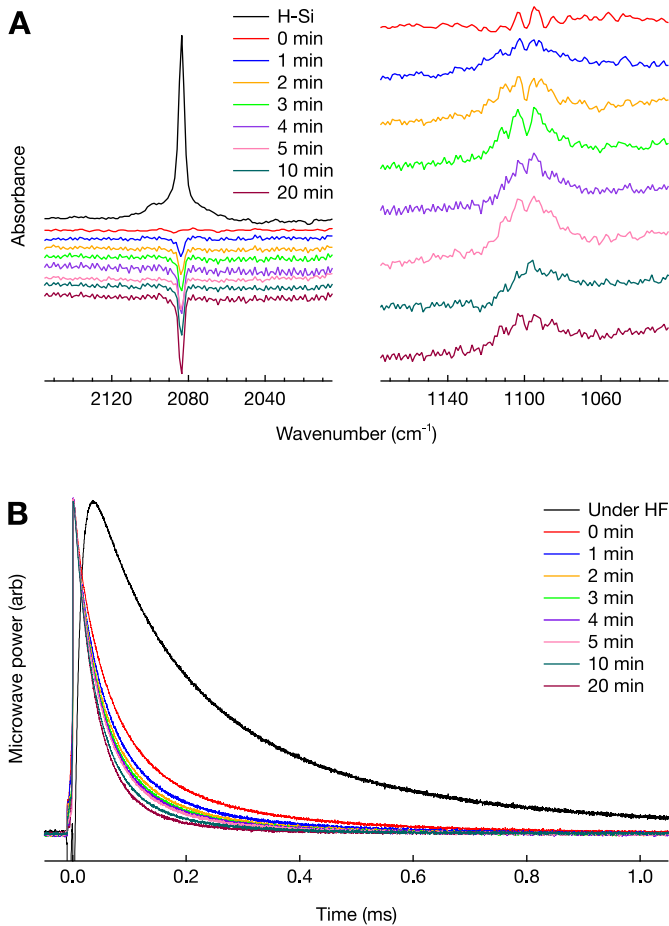 A
H-Si
0 min
1 min
2 min
3 min
4 min
5 min
10 min
20 min
Absorbance
2120 2080 2040 1140 1100 1060
Wavenumber (cm⁻¹)
B
Under HF
0 min
1 min
2 min
3 min
4 min
5 min
10 min
20 min
Microwave power (arb)
0.0 0.2 0.4 0.6 0.8 1.0
Time (ms)